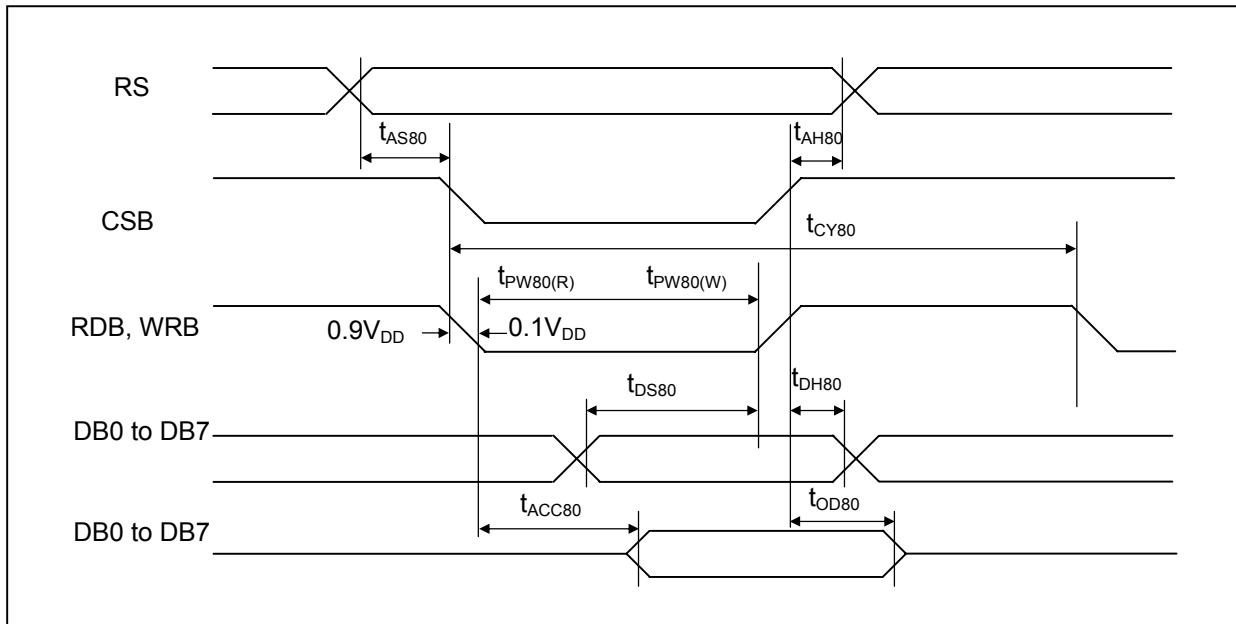 RS
tAS80
tAH80
CSB
tCY80
tPW80(R) tPW80(W)
RDB, WRB
0.9VDD 0.1VDD
tDS80
tDH80
DB0 to DB7
tACC80
tOD80
DB0 to DB7